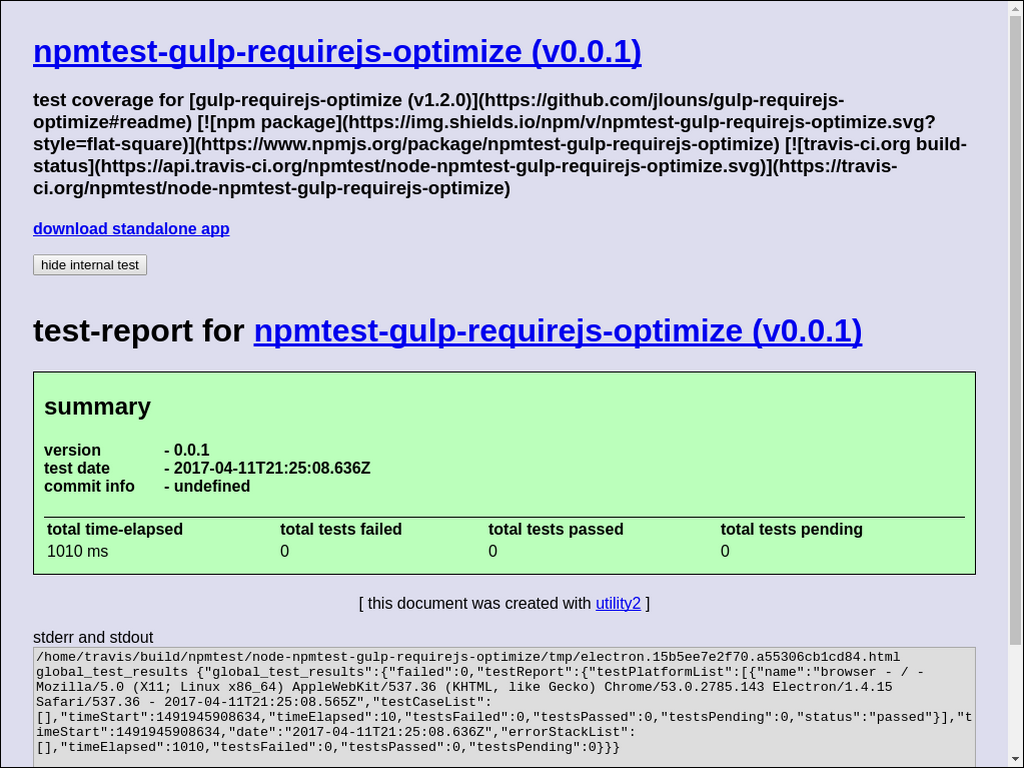 npmtest-gulp-requirejs-optimize (v0.0.1)
test coverage for [gulp-requirejs-optimize (v1.2.0)](https://github.com/jlouns/gulp-requirejs-
optimize#readme) [![npm package](https://img.shields.io/npm/v/npmtest-gulp-requirejs-optimize.svg?
style=flat-square)](https://www.npmjs.org/package/npmtest-gulp-requirejs-optimize) [![travis-ci.org build-
status](https://api.travis-ci.org/npmtest/node-npmtest-gulp-requirejs-optimize.svg)](https://travis-
ci.org/npmtest/node-npmtest-gulp-requirejs-optimize)
download standalone app
hide internal test
test-report for npmtest-gulp-requirejs-optimize (v0.0.1)
summary
version - 0.0.1
test date - 2017-04-11T21:25:08.636Z
commit info - undefined
total time-elapsed total tests failed total tests passed total tests pending
1010 ms 0 0 0
[ this document was created with utility2 ]
stderr and stdout
/home/travis/build/npmtest/node-npmtest-gulp-requirejs-optimize/tmp/electron.15b5ee7e2f70.a55306cb1cd84.html
global_test_results {"global_test_results":{"failed":0,"testReport":{"testPlatformList":[{"name":"browser - / -
Mozilla/5.0 (X11; Linux x86_64) AppleWebKit/537.36 (KHTML, like Gecko) Chrome/53.0.2785.143 Electron/1.4.15
Safari/537.36 - 2017-04-11T21:25:08.565Z","testCaseList":
[],"timeStart":1491945908634,"timeElapsed":10,"testsFailed":0,"testsPassed":0,"testsPending":0,"status":"passed"}],"t
imeStart":1491945908634,"date":"2017-04-11T21:25:08.636Z","errorStackList":
[],"timeElapsed":1010,"testsFailed":0,"testsPassed":0,"testsPending":0}}}